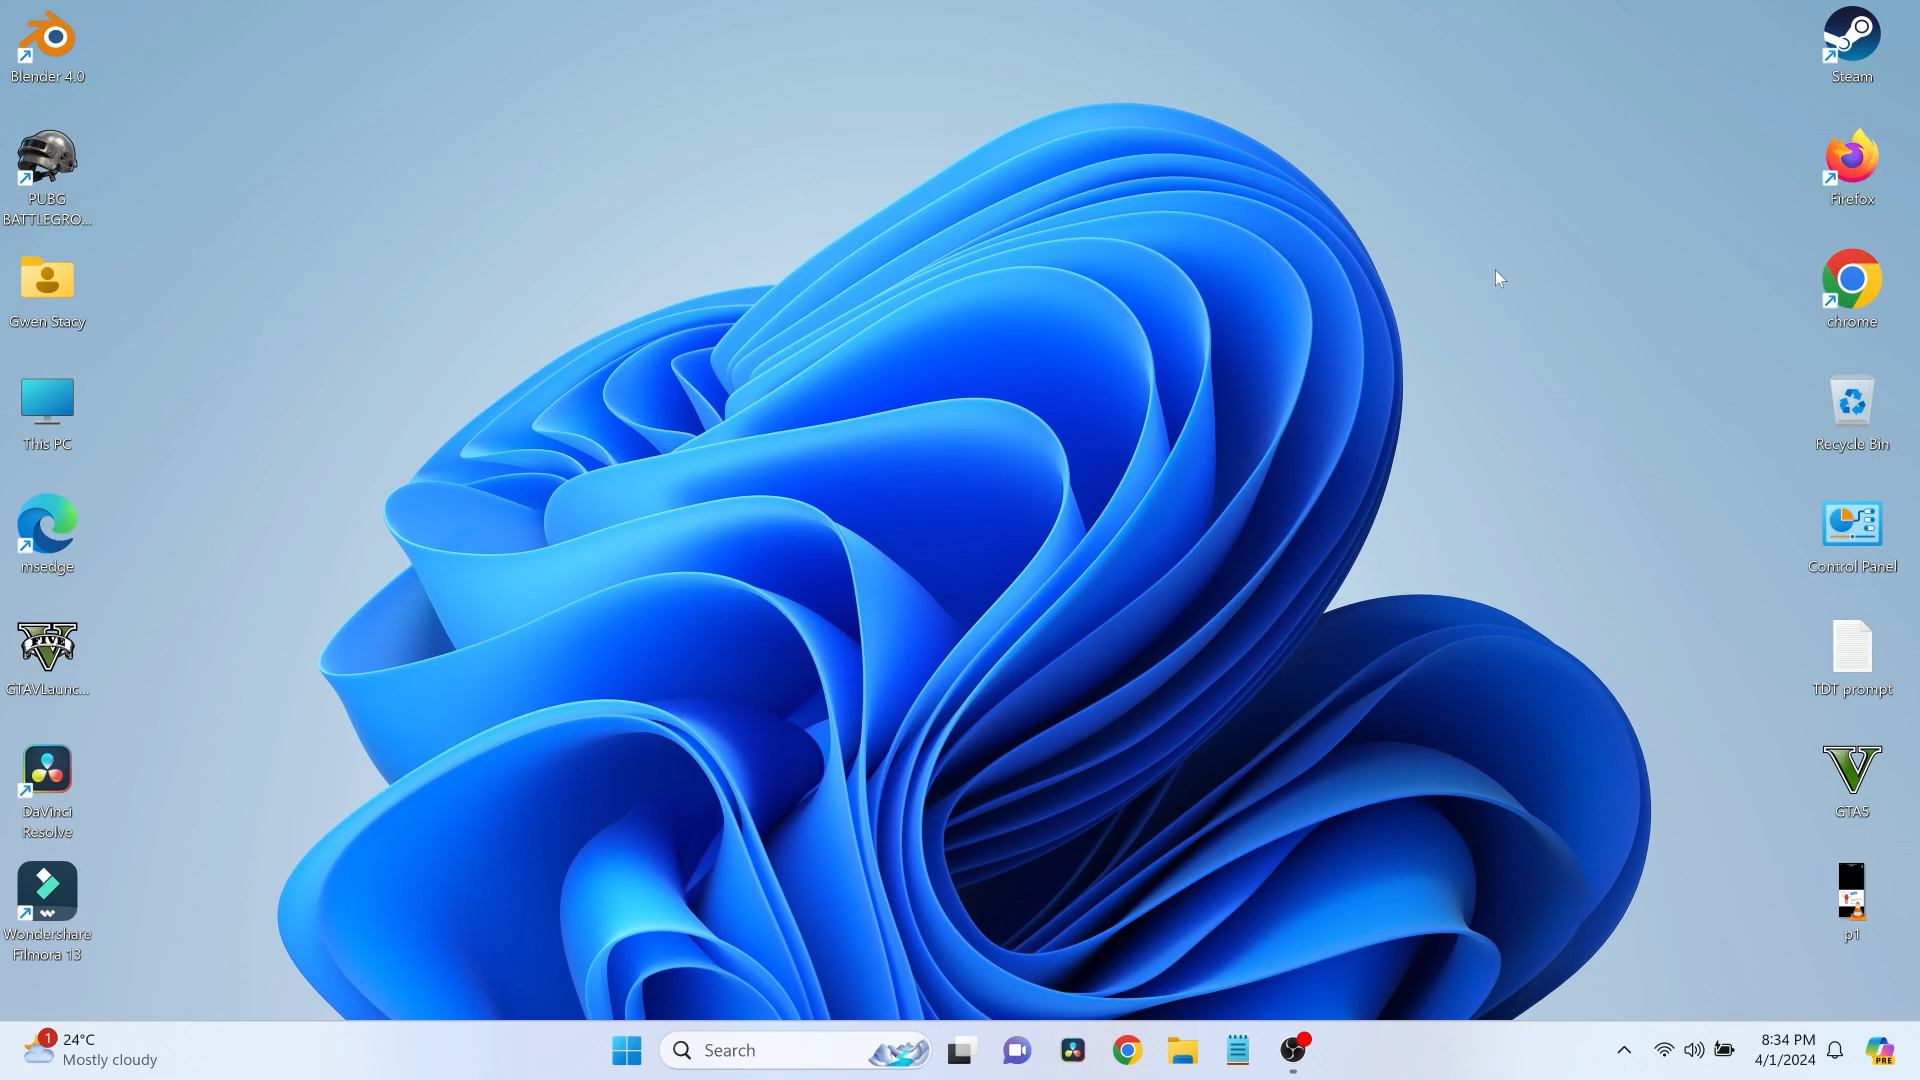 Blender 4.0
PUBG
BATTLEGRO...
Gwen Stacy
This PC
msedge
FIVE
GTAVLaunc...
DaVinci
Resolve
Wondershare
Filmora 13
Steam
Firefox
chrome
Recycle Bin
Control Panel
TDT prompt
V
GTA5
p1
1
24°C
Mostly cloudy
Search
8:34 PM
4/1/2024
PRE